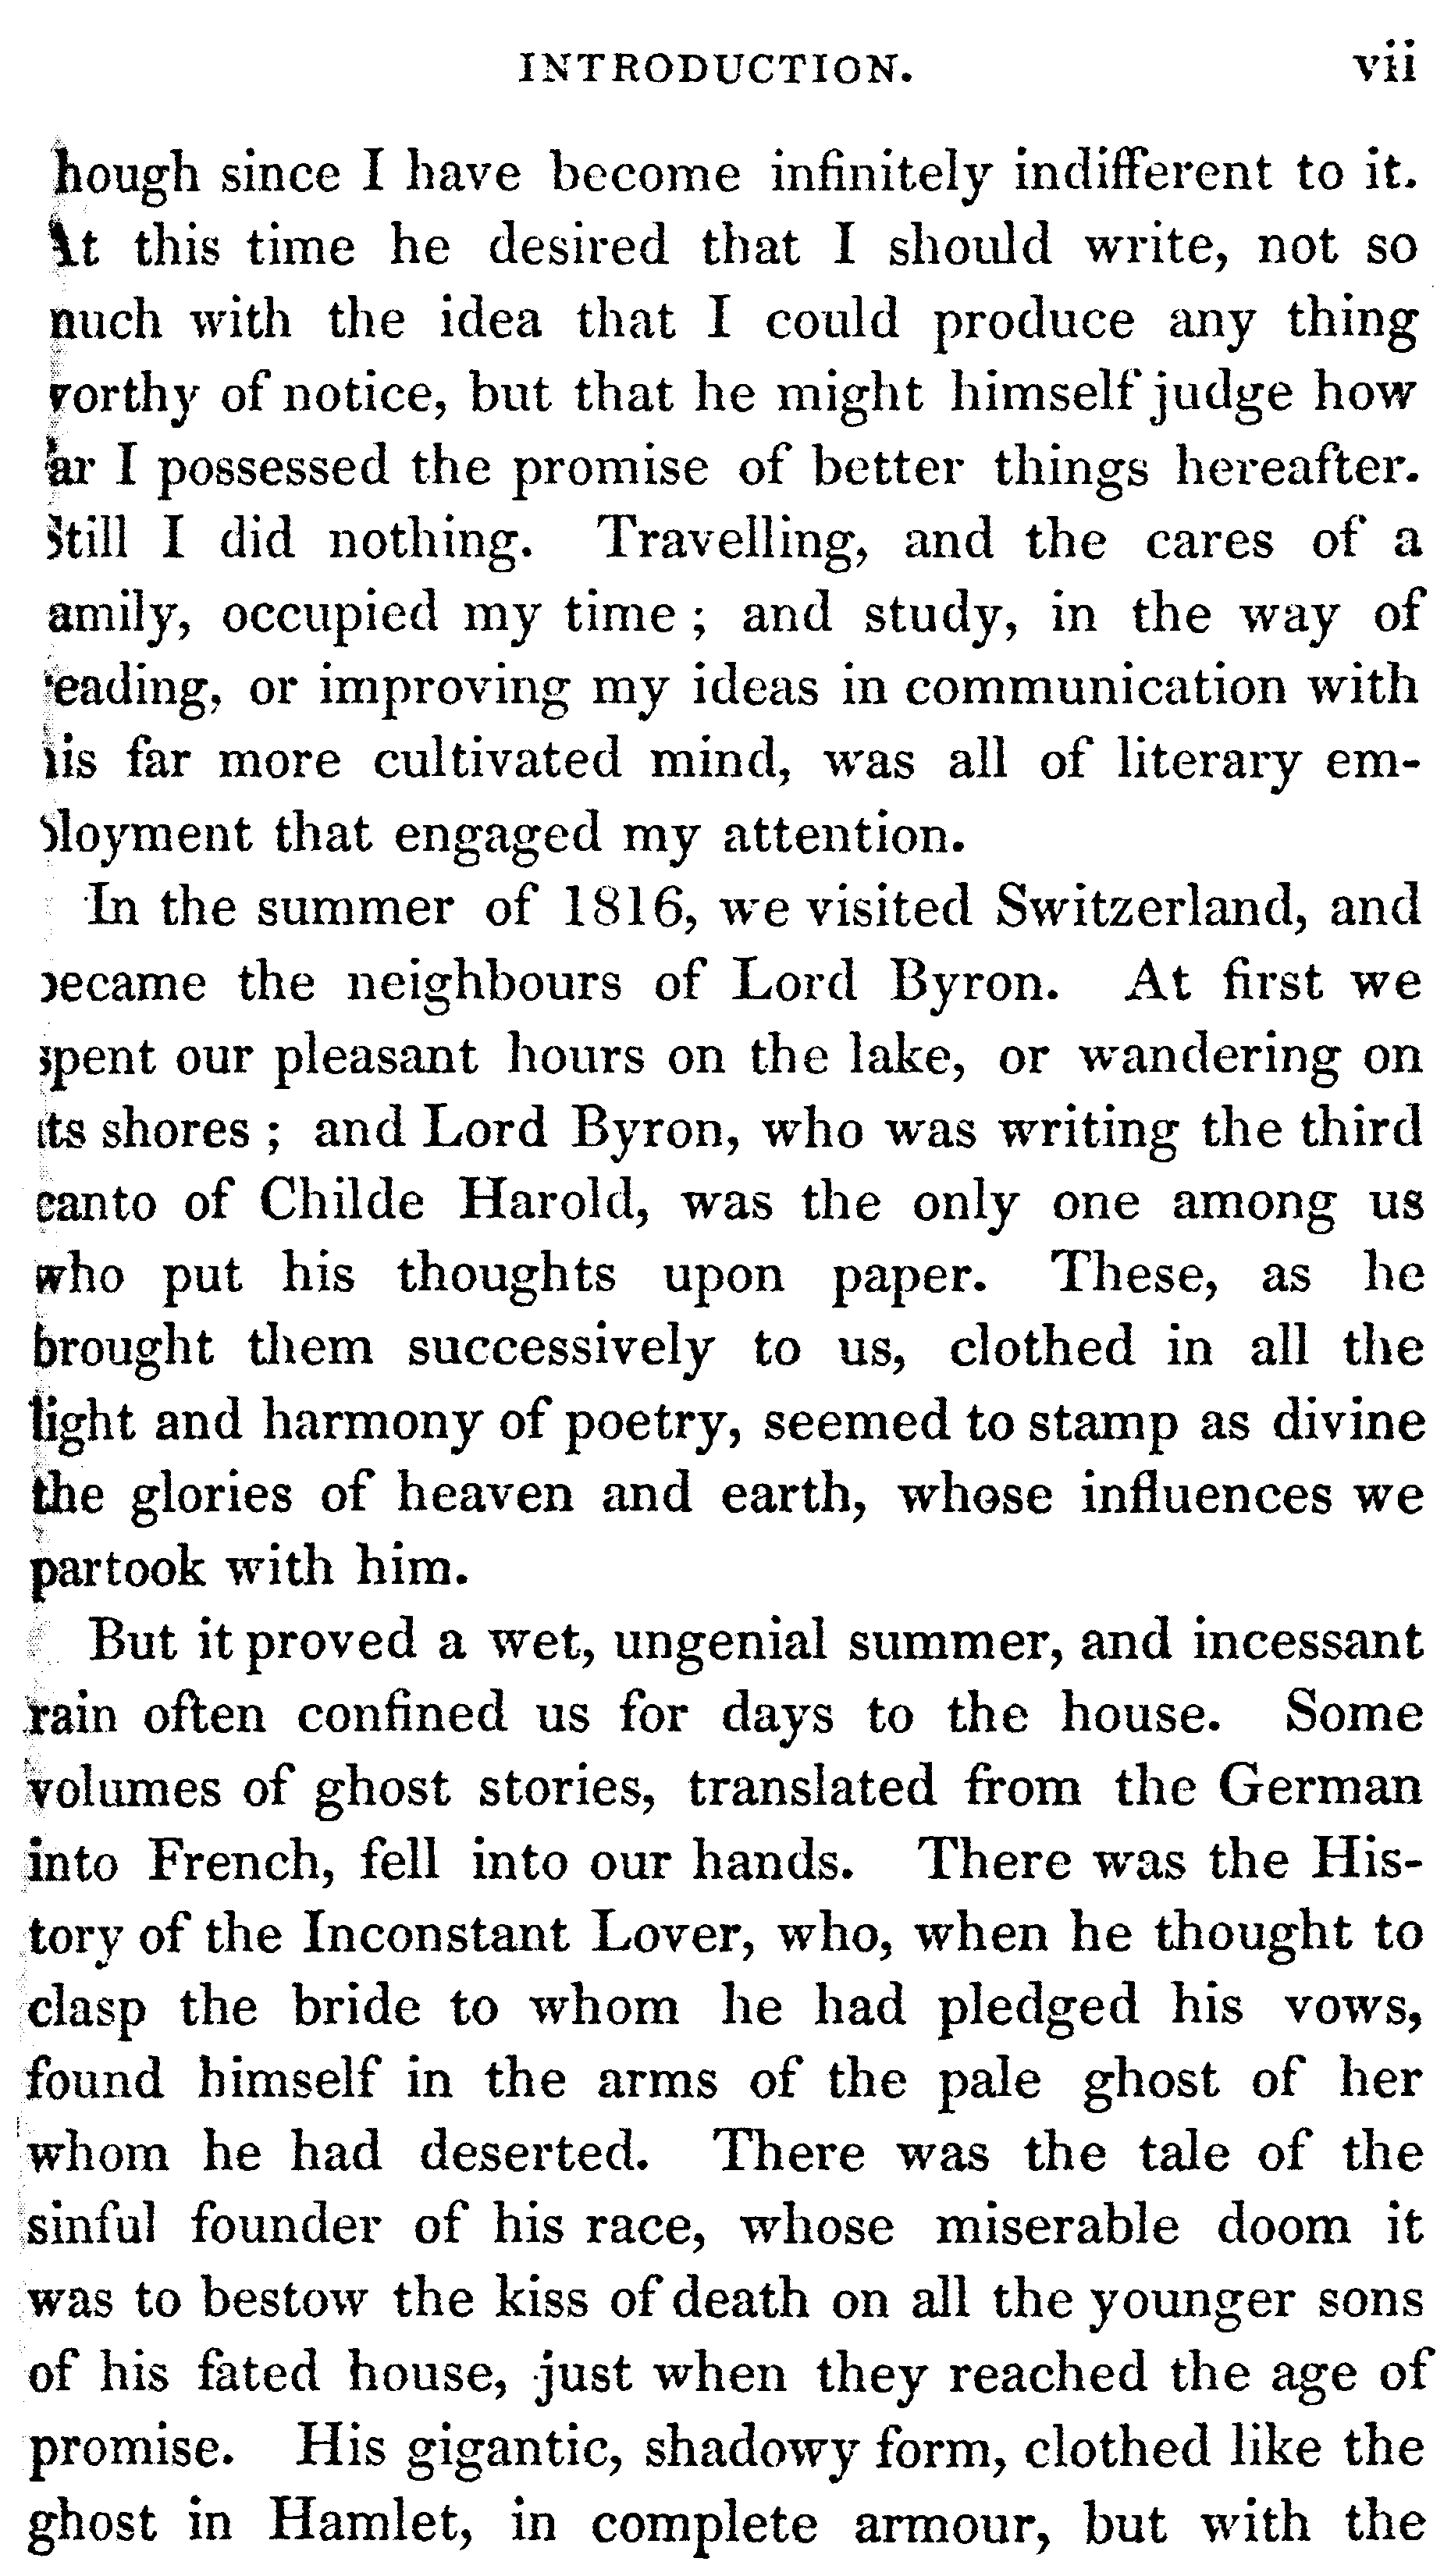 INTRODUCTION. vii
hough since I have become infinitely indifferent to it.
At this time he desired that I should write, not so
much with the idea that I could produce any thing
worthy of notice, but that he might himself judge how
far I possessed the promise of better things hereafter.
Still I did nothing. Travelling, and the cares of a
amily, occupied my time ; and study, in the way of
reading, or improving my ideas in communication with
his far more cultivated mind, was all of literary em-
ployment that engaged my attention.
In the summer of 1816, we visited Switzerland, and
became the neighbours of Lord Byron. At first we
spent our pleasant hours on the lake, or wandering on
its shores ; and Lord Byron, who was writing the third
canto of Childe Harold, was the only one among us
who put his thoughts upon paper. These, as he
brought them successively to us, clothed in all the
light and harmony of poetry, seemed to stamp as divine
the glories of heaven and earth, whose influences we
partook with him.
But it proved a wet, ungenial summer, and incessant
rain often confined us for days to the house. Some
volumes of ghost stories, translated from the German
into French, fell into our hands. There was the His-
tory of the Inconstant Lover, who, when he thought to
clasp the bride to whom he had pledged his vows,
found himself in the arms of the pale ghost of her
whom he had deserted. There was the tale of the
sinful founder of his race, whose miserable doom it
was to bestow the kiss of death on all the younger sons
of his fated house, just when they reached the age of
promise. His gigantic, shadowy form, clothed like the
ghost in Hamlet, in complete armour, but with the